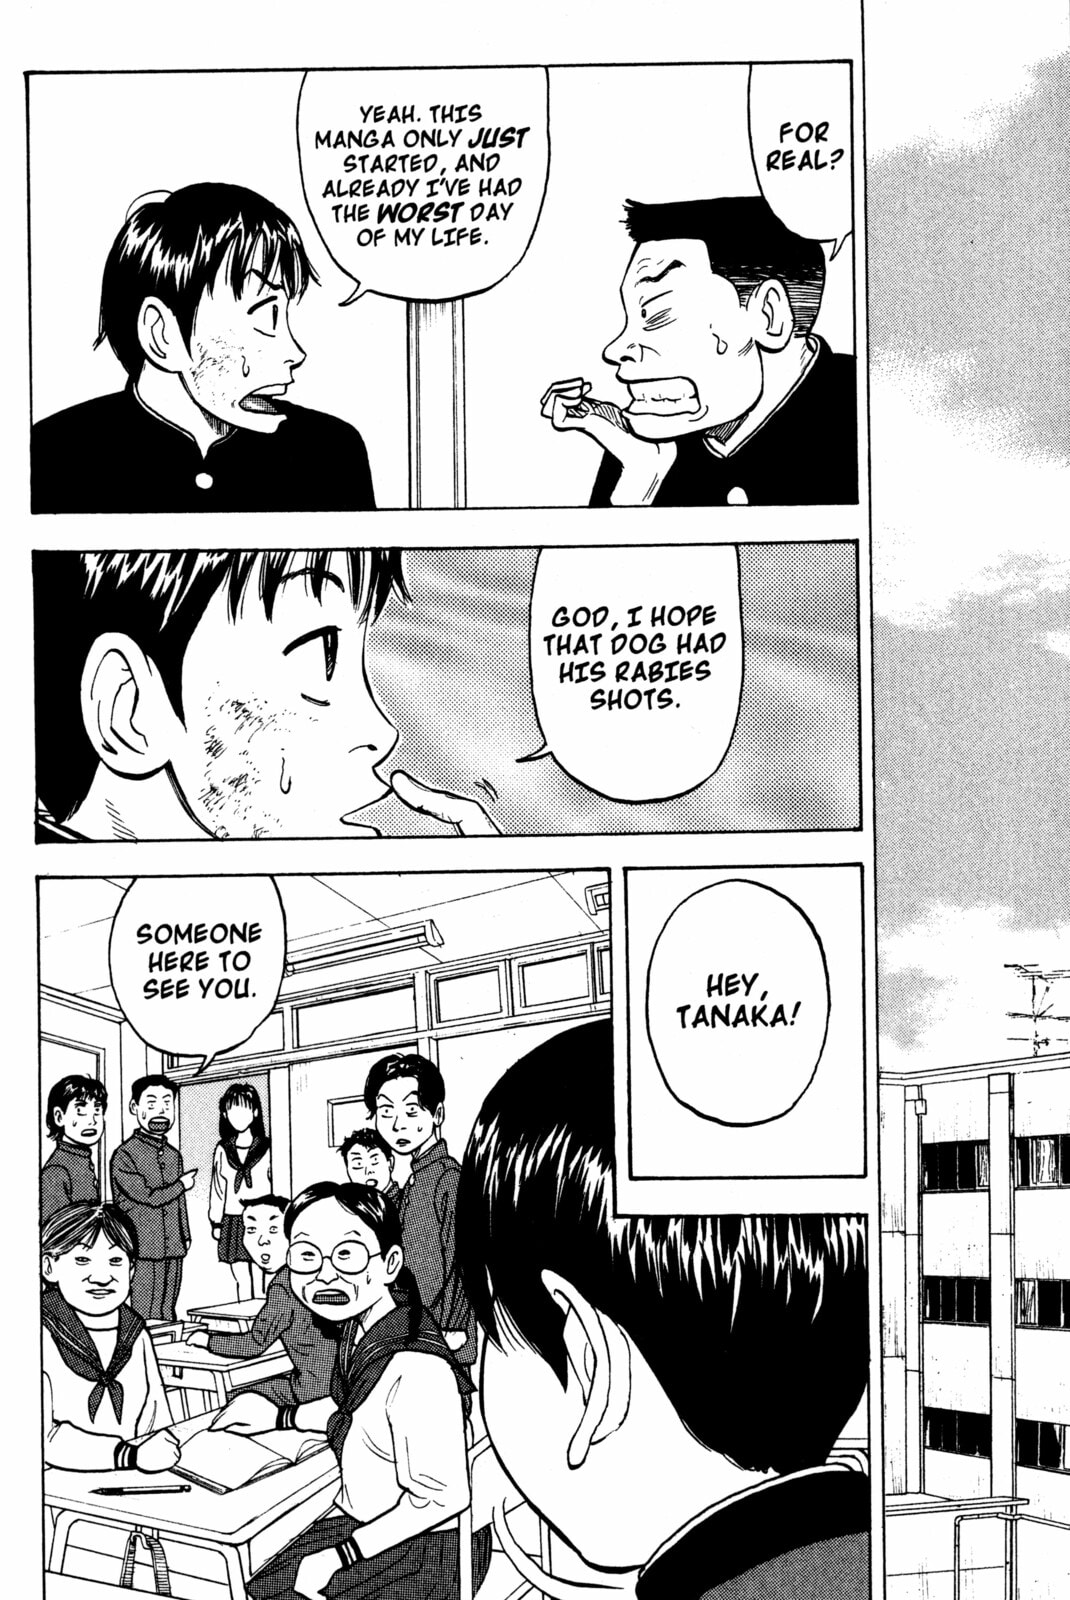 FOR
REAL?
YEAH. THIS
MANGA ONLY JUST
STARTED, AND
ALREADY I'VE HAD
THE WORST DAY
OF MY LIFE.
GOD, I HOPE
THAT DOG HAD
HIS RABIES
SHOTS.
HEY,
TANAKA!
SOMEONE
HERE TO
SEE YOU.